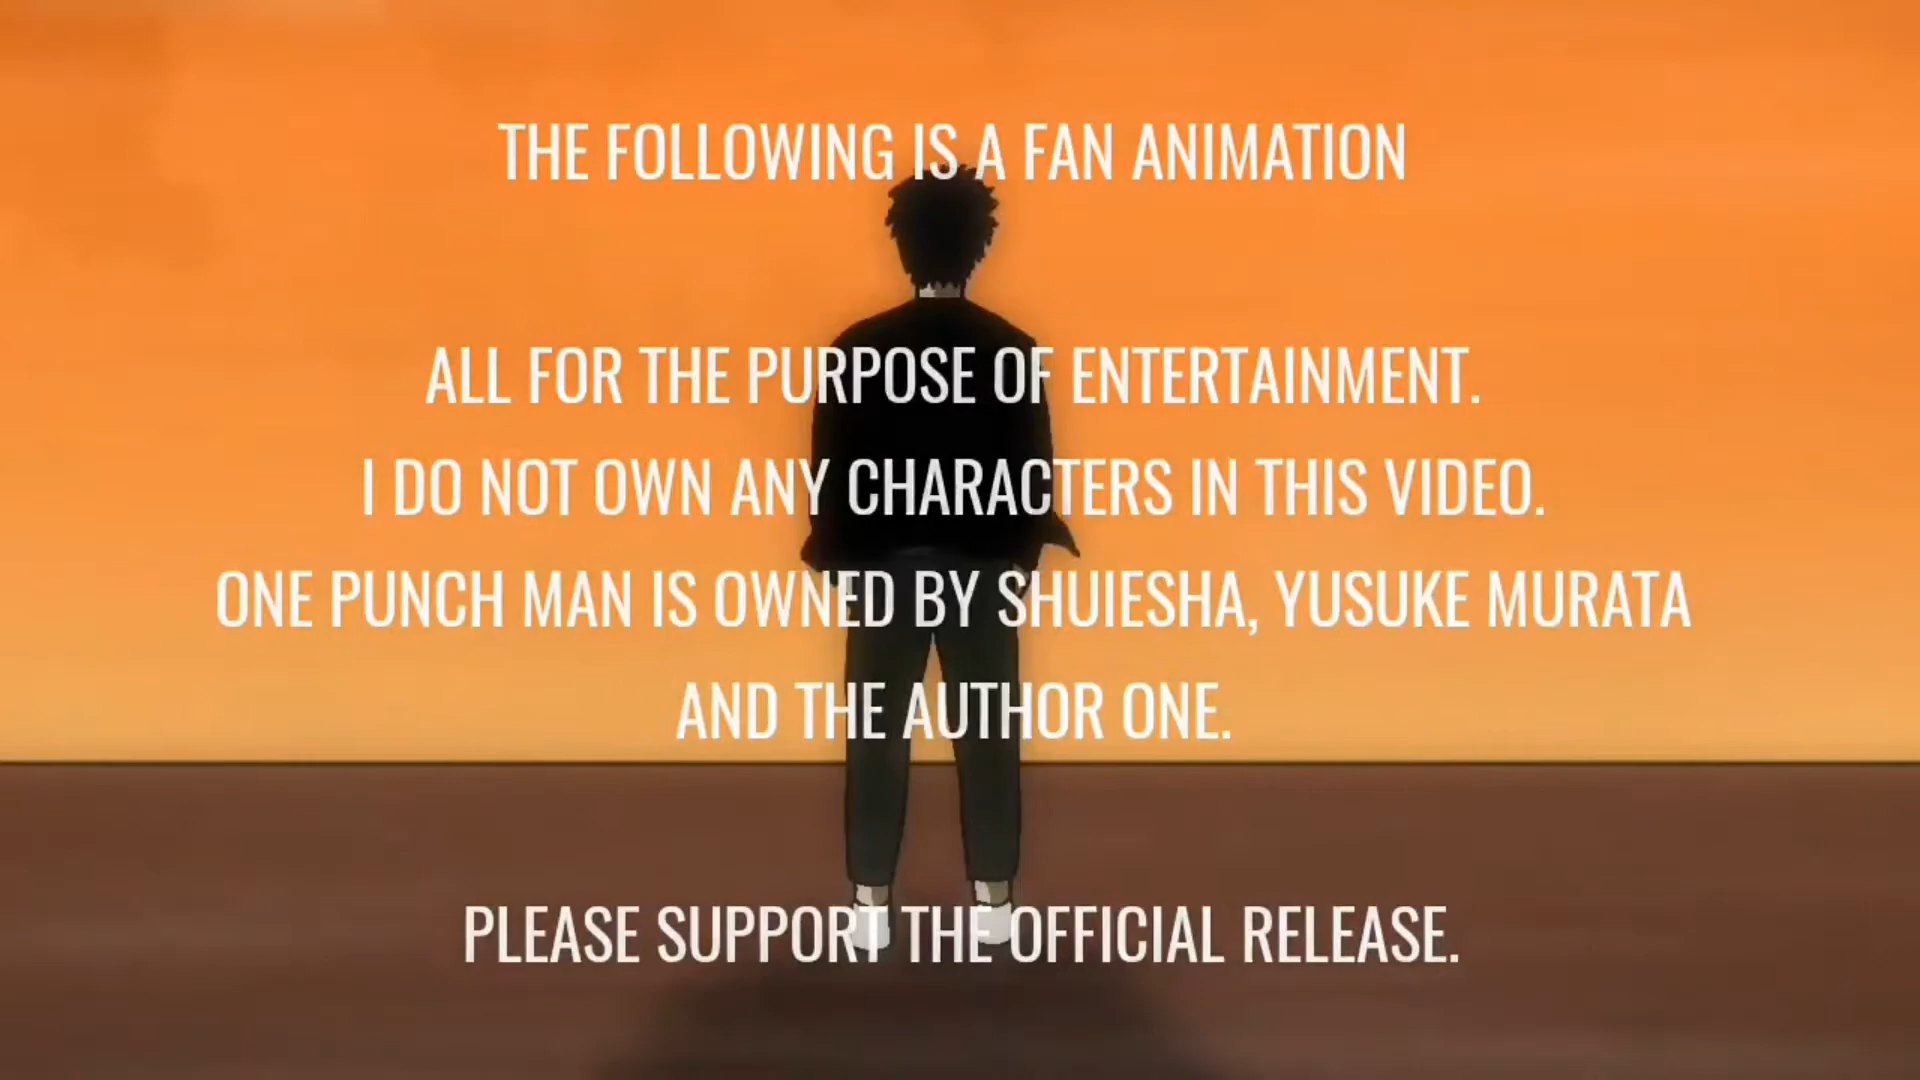 THE FOLLOWING IS A FAN ANIMATION
ALL FOR THE PURPOSE OF ENTERTAINMENT.
I DO NOT OWN ANY CHARACTERS IN THIS VIDEO.
ONE PUNCH MAN IS OWNED BY SHUIESHA, YUSUKE MURATA
AND THE AUTHOR ONE.
PLEASE SUPPORT THE OFFICIAL RELEASE.